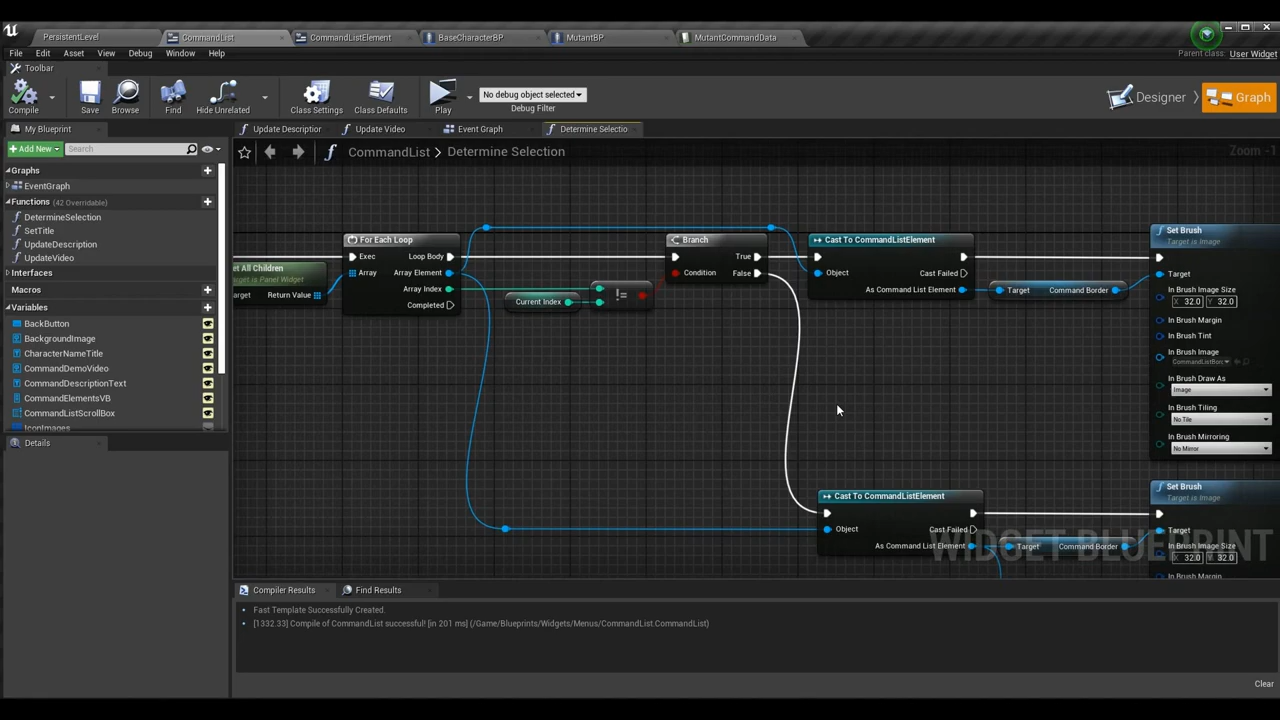 PersistentLevel
CommandList
CommandListElement
BaseCharacterBP
MutantBP
MutantCommandData
Parent class:
User Widget
File Edit Asset View Debug Window Help
Toolbar
Compile
Save
Browse
Find
Hide Unrelated
Class Settings
Class Defaults
Play
No debug object selected
Debug Filter
Designer
Graph
My Blueprint
Update Descriptor
Update Video
Event Graph
Determine Selectio
Add New
Search
CommandList > Determine Selection
Zoom -1
Graphs
EventGraph
Functions (42 Overridable)
DetermineSelection
SetTitle
UpdateDescription
UpdateVideo
Interfaces
Macros
Variables
BackButton
BackgroundImage
CharacterNameTitle
CommandDemoVideo
CommandDescriptionText
CommandElementsVB
CommandListScrollBox
IconImages
Details
et All Children
arget is Panel Widget
arget Return Value
For Each Loop
Exec Loop Body
Array Array Element
Array Index
Completed
Current Index
!=
Branch
True
Condition False
Cast To CommandListElement
Object Cast Failed
As Command List Element
Target Command Border
Set Brush
Target is Image
Target
In Brush Image Size
X 32.0 Y 32.0
In Brush Margin
In Brush Tint
In Brush Image
CommandListBor
In Brush Draw As
Image
In Brush Tiling
No Tile
In Brush Mirroring
No Mirror
Cast To CommandListElement
Object Cast Failed
As Command List Element
Target Command Border
Set Brush
Target is Image
Target
In Brush Image Size
X 32.0 Y 32.0
In Brush Margin
WIDGET BLUEPRINT
Compiler Results
Find Results
Fast Template Successfully Created.
[1332.33] Compile of CommandList successful! [in 201 ms] (/Game/Blueprints/Widgets/Menus/CommandList.CommandList)
Clear